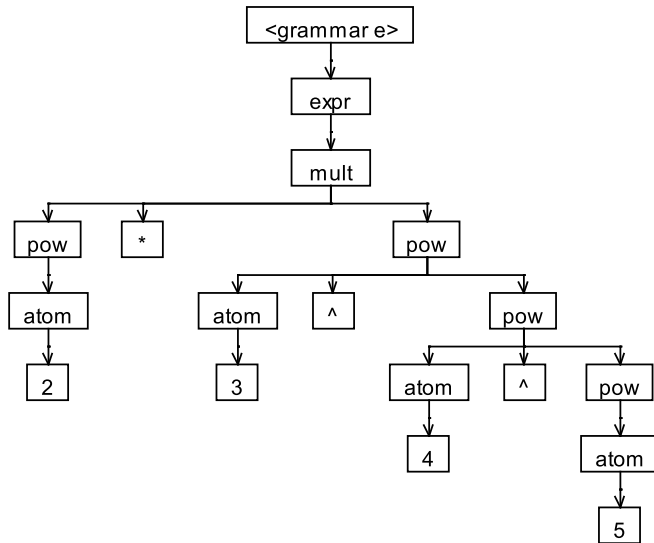 <grammar e>
expr
mult
pow * pow
atom atom ^ pow
2 3 atom ^ pow
4 atom
5